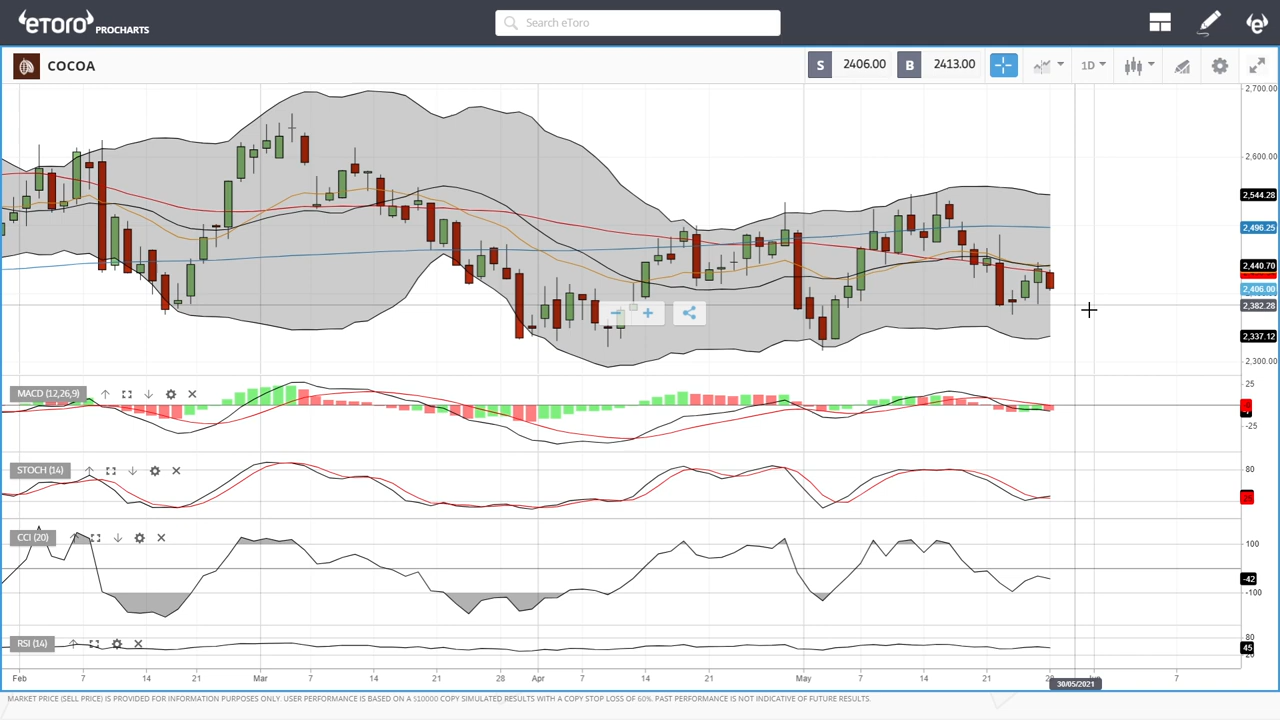 eToro PROCHARTS
Search eToro
COCOA
S 2406.00 B 2413.00 1D
2,700.00
2,600.00
2,544.28
2,496.25
2,440.70
2,406.00
2,382.28
2,337.12
2,300.00
MACD (12,26,9)
25
-25
STOCH (14)
80
CCI (20)
100
-42
-100
RSI (14)
80
45
Feb 7 14 21 Mar 7 14 21 28 Apr 7 14 21 May 7 14 21 7
30/05/2021
MARKET PRICE (SELL PRICE) IS PROVIDED FOR INFORMATION PURPOSES ONLY. USER PERFORMANCE IS BASED ON A $10000 COPY SIMULATED RESULTS WITH A COPY STOP LOSS OF 60%. PAST PERFORMANCE IS NOT INDICATIVE OF FUTURE RESULTS.